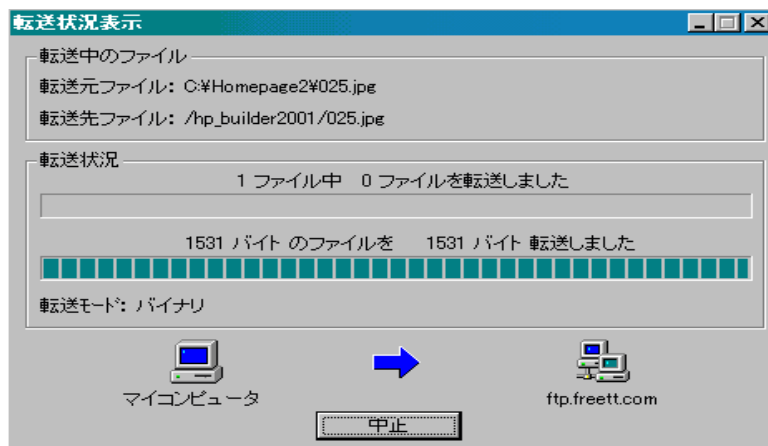 転送状況表示
転送中のファイル
転送元ファイル: C:¥Homepage2¥025.jpg
転送先ファイル: /hp_builder2001/025.jpg
転送状況
1 ファイル中 0 ファイルを転送しました
1531 バイト のファイルを 1531 バイト 転送しました
転送モード: バイナリ
マイコンピュータ
ftp.freett.com
中止